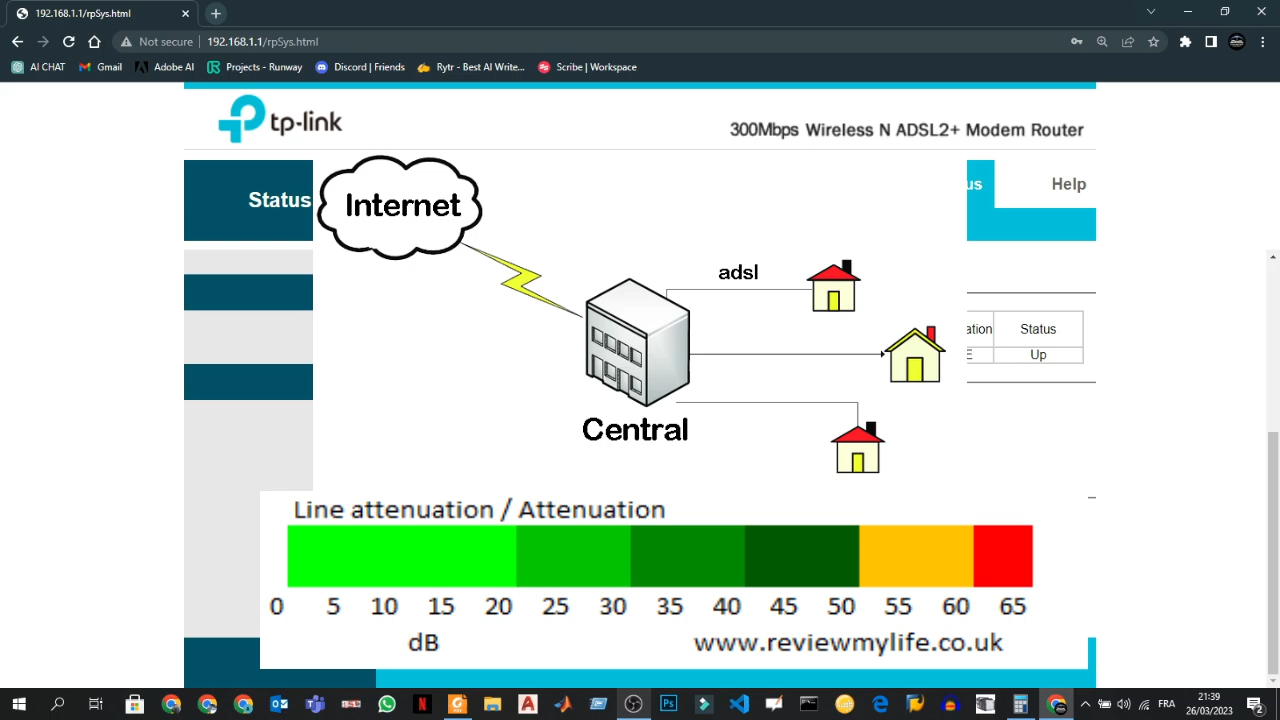 192.168.1.1/rpSys.html
Not secure 192.168.1.1/rpSys.html
AI CHAT Gmail Adobe AI Projects - Runway Discord | Friends Rytr - Best AI Write... Scribe | Workspace
tp-link
300Mbps Wireless N ADSL2+ Modem Router
Status
us
Help
Internet
adsl
ation Status
E Up
Central
Line attenuation / Attenuation
0 5 10 15 20 25 30 35 40 45 50 55 60 65
dB www.reviewmylife.co.uk
FRA
21:39
26/03/2023
2